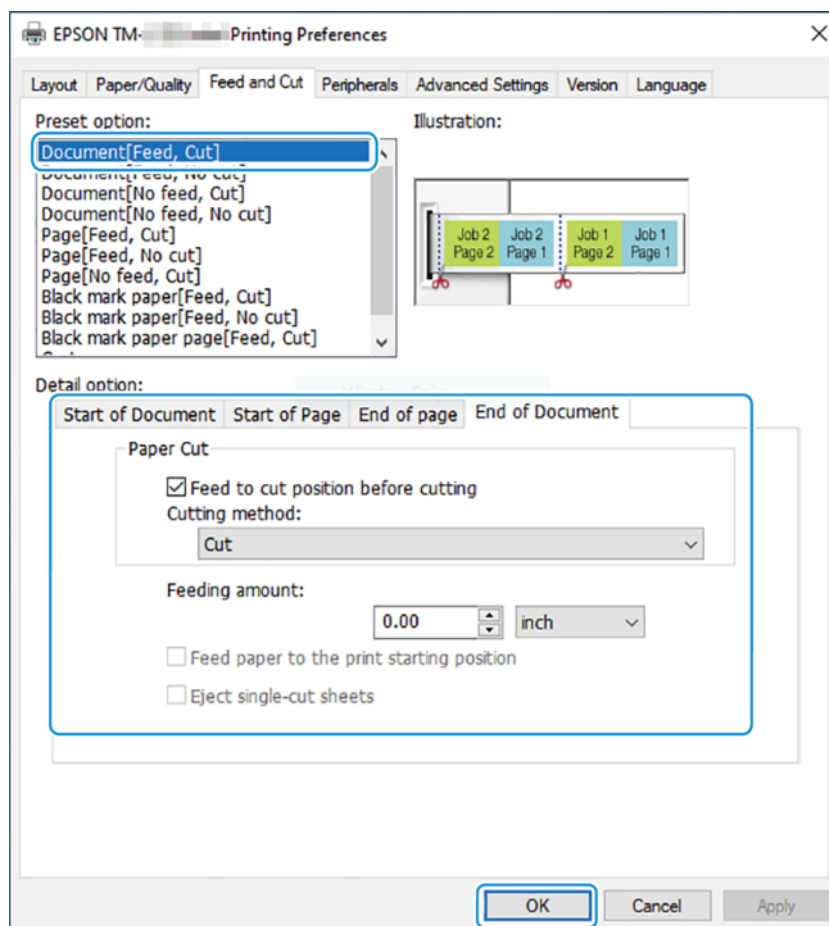 EPSON TM- Printing Preferences
Layout Paper/Quality Feed and Cut Peripherals Advanced Settings Version Language
Preset option:
Illustration:
Document[Feed, Cut]
Document[Feed, No cut]
Document[No feed, Cut]
Document[No feed, No cut]
Page[Feed, Cut]
Page[Feed, No cut]
Page[No feed, Cut]
Black mark paper[Feed, Cut]
Black mark paper[Feed, No cut]
Black mark paper page[Feed, Cut]
Job 2 Job 2 Job 1 Job 1
Page 2 Page 1 Page 2 Page 1
Detail option:
Start of Document Start of Page End of page End of Document
Paper Cut
Feed to cut position before cutting
Cutting method:
Cut
Feeding amount:
0.00 inch
Feed paper to the print starting position
Eject single-cut sheets
OK Cancel Apply